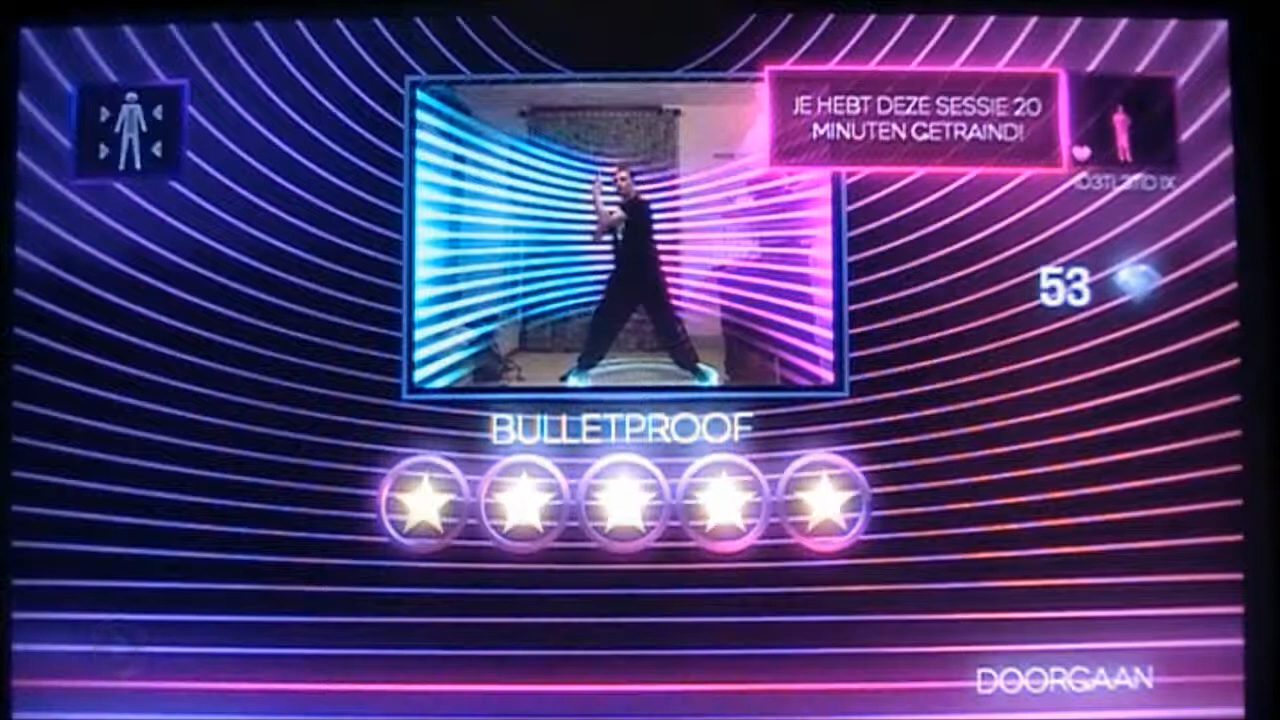 JE HEBT DEZE SESSIE 20
MINUTEN GETRAIND!
53
BULLETPROOF
DOORGAAN